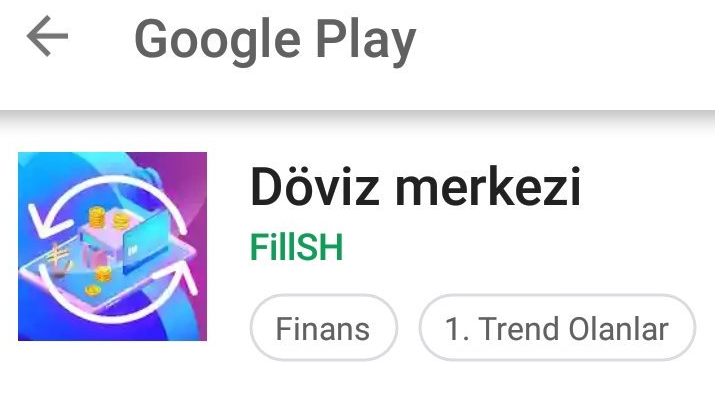 Google Play
Döviz merkezi
FillSH
Finans
1. Trend Olanlar